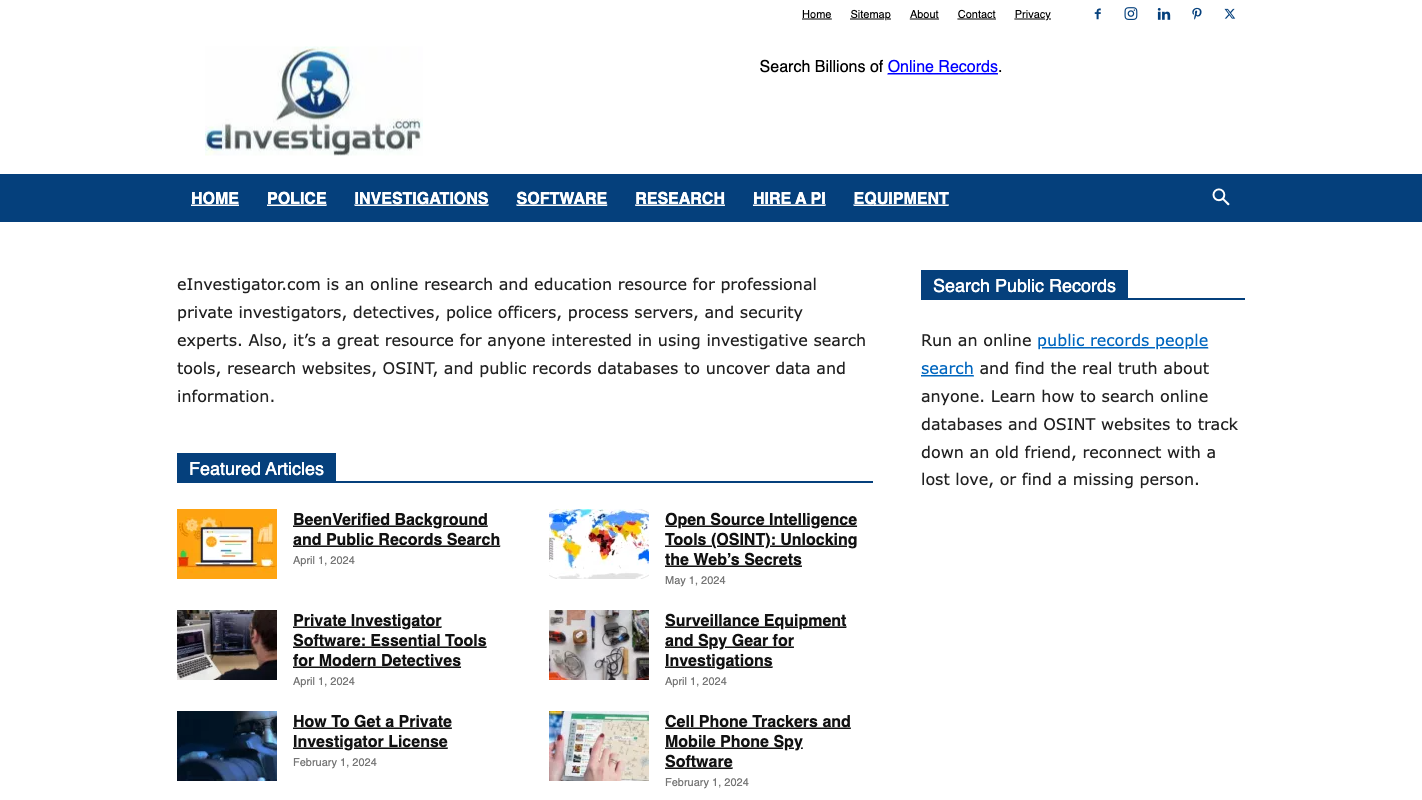 Home Sitemap About Contact Privacy
.com
eInvestigator
Search Billions of Online Records.
HOME POLICE INVESTIGATIONS SOFTWARE RESEARCH HIRE A PI EQUIPMENT
eInvestigator.com is an online research and education resource for professional
private investigators, detectives, police officers, process servers, and security
experts. Also, it’s a great resource for anyone interested in using investigative search
tools, research websites, OSINT, and public records databases to uncover data and
information.
Featured Articles
BeenVerified Background
and Public Records Search
April 1, 2024
Open Source Intelligence
Tools (OSINT): Unlocking
the Web’s Secrets
May 1, 2024
Private Investigator
Software: Essential Tools
for Modern Detectives
April 1, 2024
Surveillance Equipment
and Spy Gear for
Investigations
April 1, 2024
How To Get a Private
Investigator License
February 1, 2024
Cell Phone Trackers and
Mobile Phone Spy
Software
February 1, 2024
Search Public Records
Run an online public records people
search and find the real truth about
anyone. Learn how to search online
databases and OSINT websites to track
down an old friend, reconnect with a
lost love, or find a missing person.